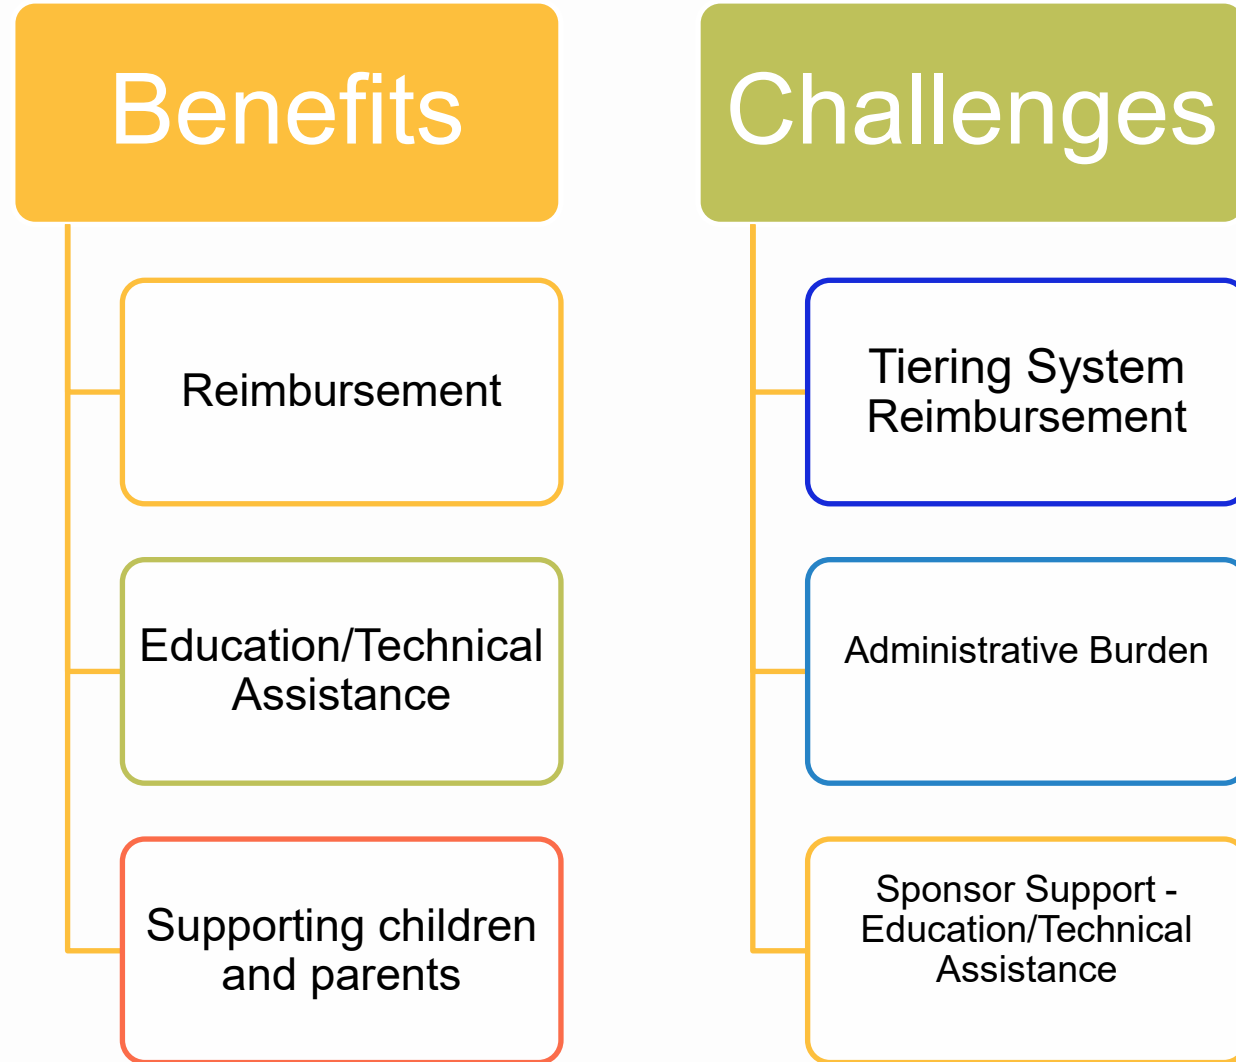 Benefits
Reimbursement
Education/Technical
Assistance
Supporting children
and parents
Challenges
Tiering System
Reimbursement
Administrative Burden
Sponsor Support -
Education/Technical
Assistance